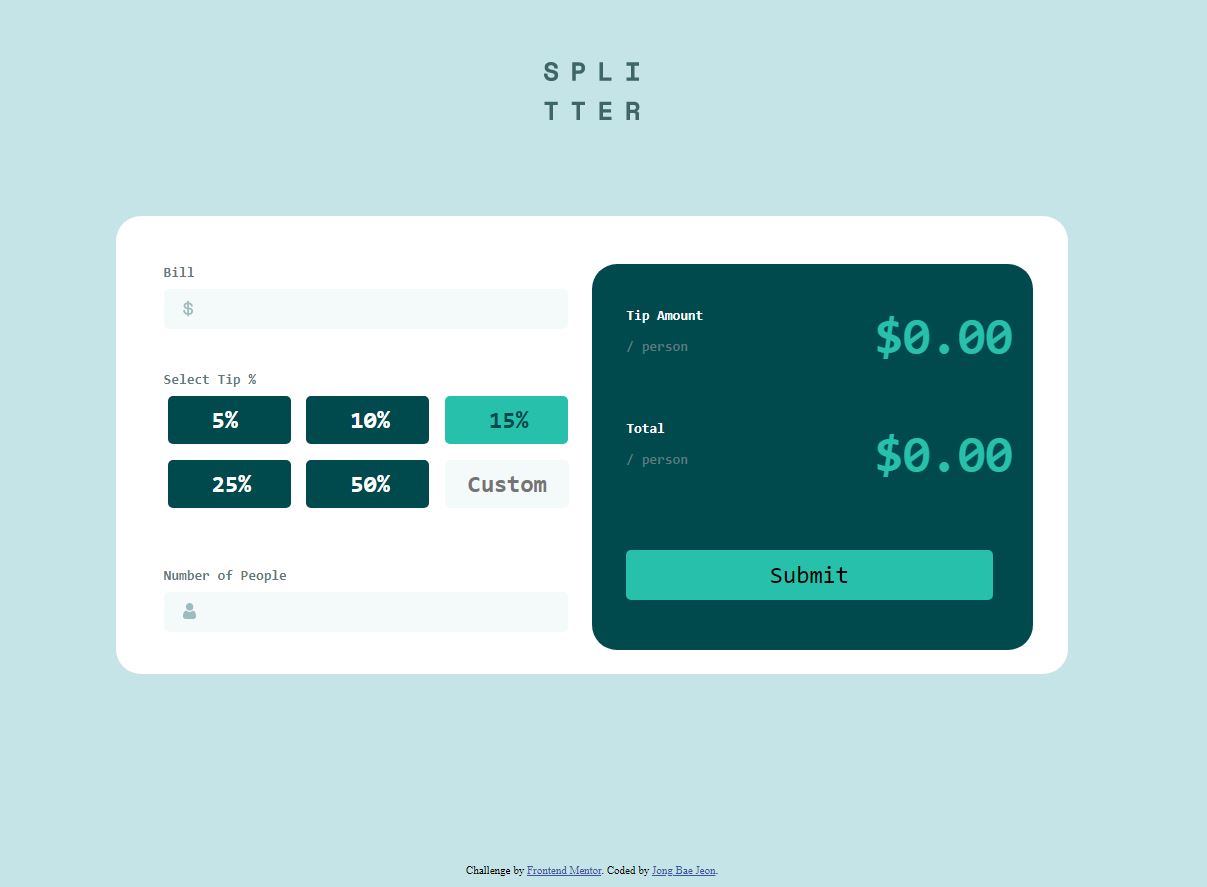 SPLI
TTER
Bill
$
Select Tip %
5% 10% 15%
25% 50% Custom
Number of People
Tip Amount
/ person
$0.00
Total
/ person
$0.00
Submit
Challenge by Frontend Mentor. Coded by Jong Bae Jeon.